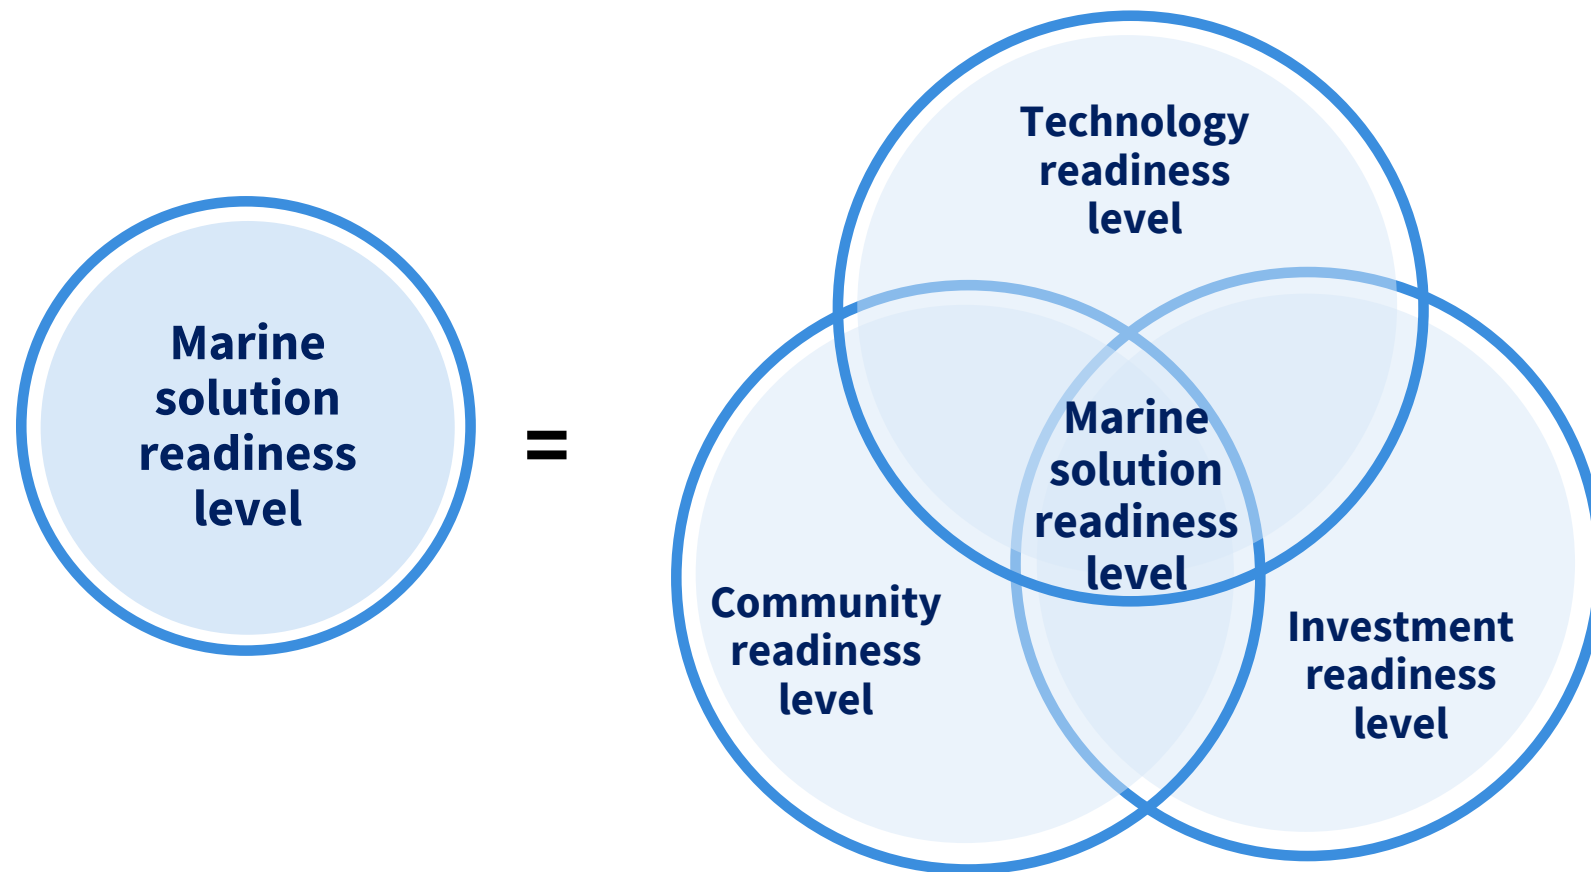 Marine
solution
readiness
level
=
Technology
readiness
level
Marine
solution
readiness
level
Community
readiness
level
Investment
readiness
level